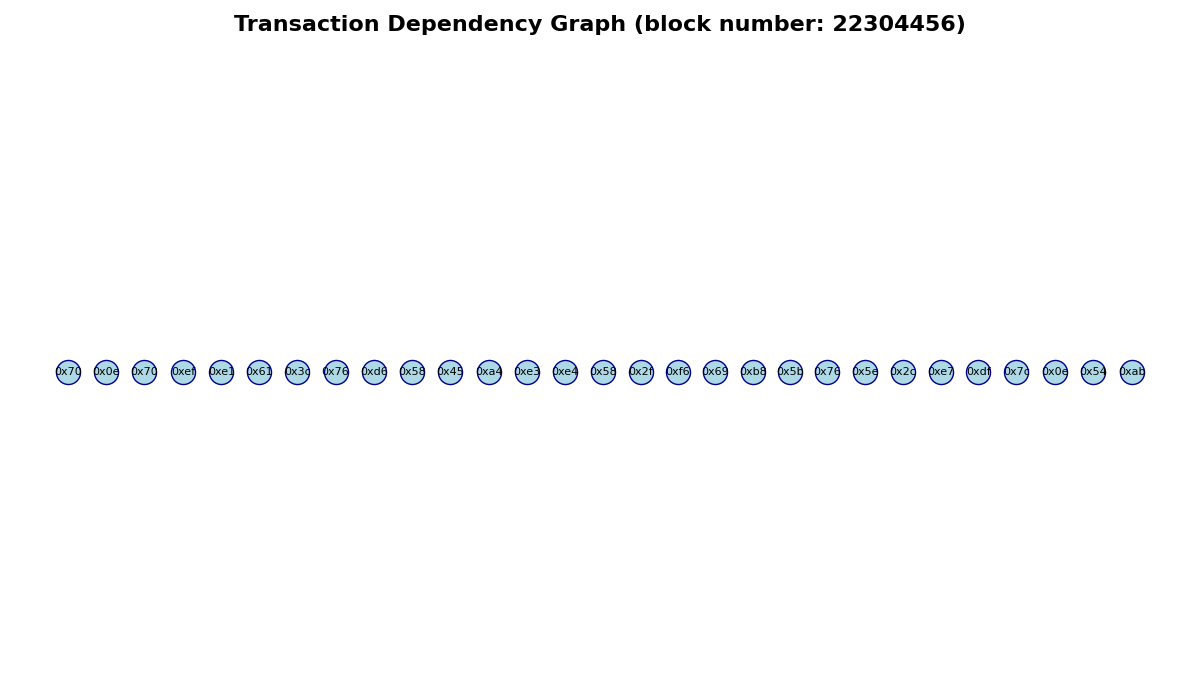 Transaction Dependency Graph (block number: 22304456)
0x70 0x0e 0x70 0xef 0xe1 0x61 0x3c 0x76 0xd6 0x58 0x45 0xa4 0xe3 0xe4 0x58 0x2f 0xf6 0x69 0xb8 0x5b 0x76 0x5e 0x2c 0xe7 0xdf 0x7c 0x0e 0x54 0xab